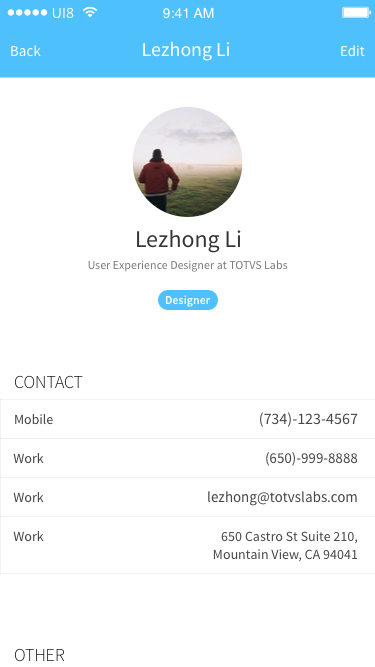 UI8 9:41 AM
Back Lezhong Li Edit
Lezhong Li
User Experience Designer at TOTVS Labs
Designer
CONTACT
Mobile (734)-123-4567
Work (650)-999-8888
Work lezhong@totvslabs.com
Work 650 Castro St Suite 210,
Mountain View, CA 94041
OTHER